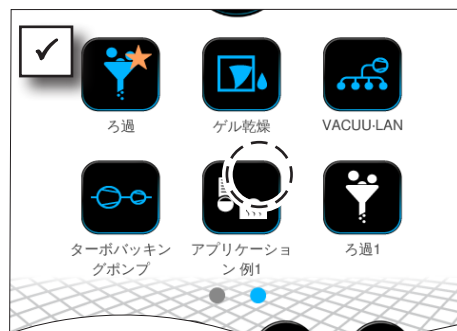 ろ過
ゲル乾燥
VACUU·LAN
ターボバッキン
グポンプ
アプリケーショ
ン 例1
ろ過1